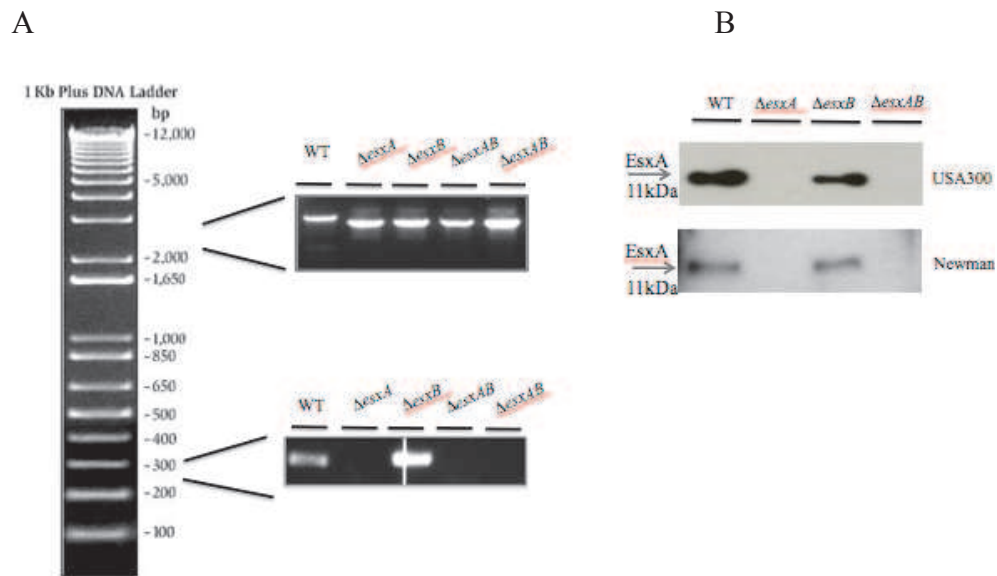 A
B
1 Kb Plus DNA Ladder
bp
-12,000
-5,000
-2,000
-1,650
-1,000
-850
-650
-500
-400
-300
-200
-100
WT ΔesxA ΔesxB ΔesxAB ΔesxAB
WT ΔesxA ΔesxB ΔesxAB ΔesxAB
WT ΔesxA ΔesxB ΔesxAB
EsxA
11kDa
USA300
EsxA
11kDa
Newman